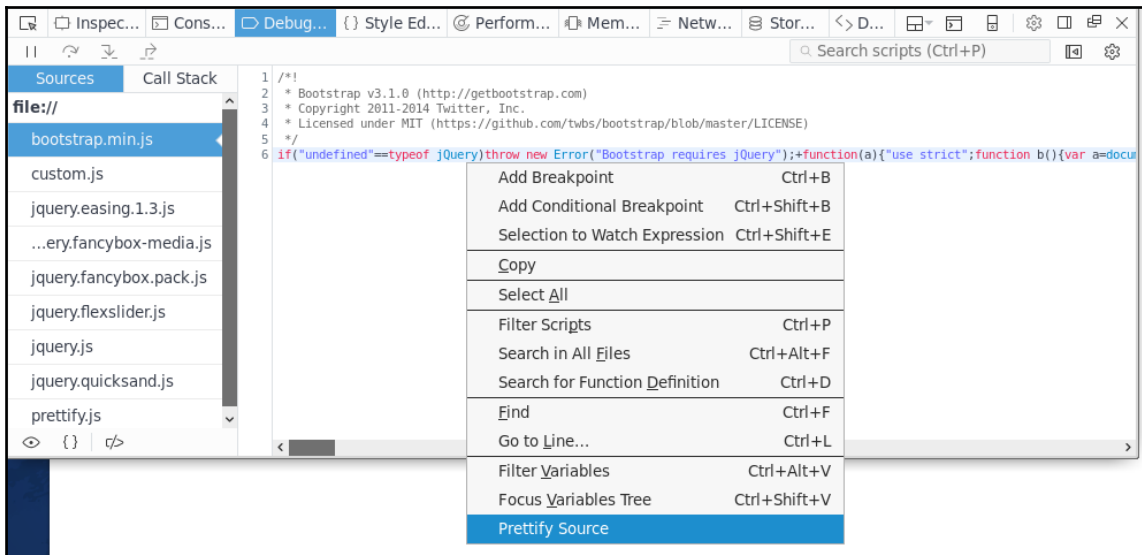 Inspec... Cons... Debug... {} Style Ed... Perform... Mem... Netw... Stor... <> D...
Search scripts (Ctrl+P)
Sources Call Stack
file://
bootstrap.min.js
custom.js
jquery.easing.1.3.js
...ery.fancybox-media.js
jquery.fancybox.pack.js
jquery.flexslider.js
jquery.js
jquery.quicksand.js
prettify.js
{}
1 /*!
2 * Bootstrap v3.1.0 (http://getbootstrap.com)
3 * Copyright 2011-2014 Twitter, Inc.
4 * Licensed under MIT (https://github.com/twbs/bootstrap/blob/master/LICENSE)
5 */
6 if("undefined"==typeof jQuery)throw new Error("Bootstrap requires jQuery");+function(a){"use strict";function b(){var a=docum
Add Breakpoint Ctrl+B
Add Conditional Breakpoint Ctrl+Shift+B
Selection to Watch Expression Ctrl+Shift+E
Copy
Select All
Filter Scripts Ctrl+P
Search in All Files Ctrl+Alt+F
Search for Function Definition Ctrl+D
Find Ctrl+F
Go to Line... Ctrl+L
Filter Variables Ctrl+Alt+V
Focus Variables Tree Ctrl+Shift+V
Prettify Source